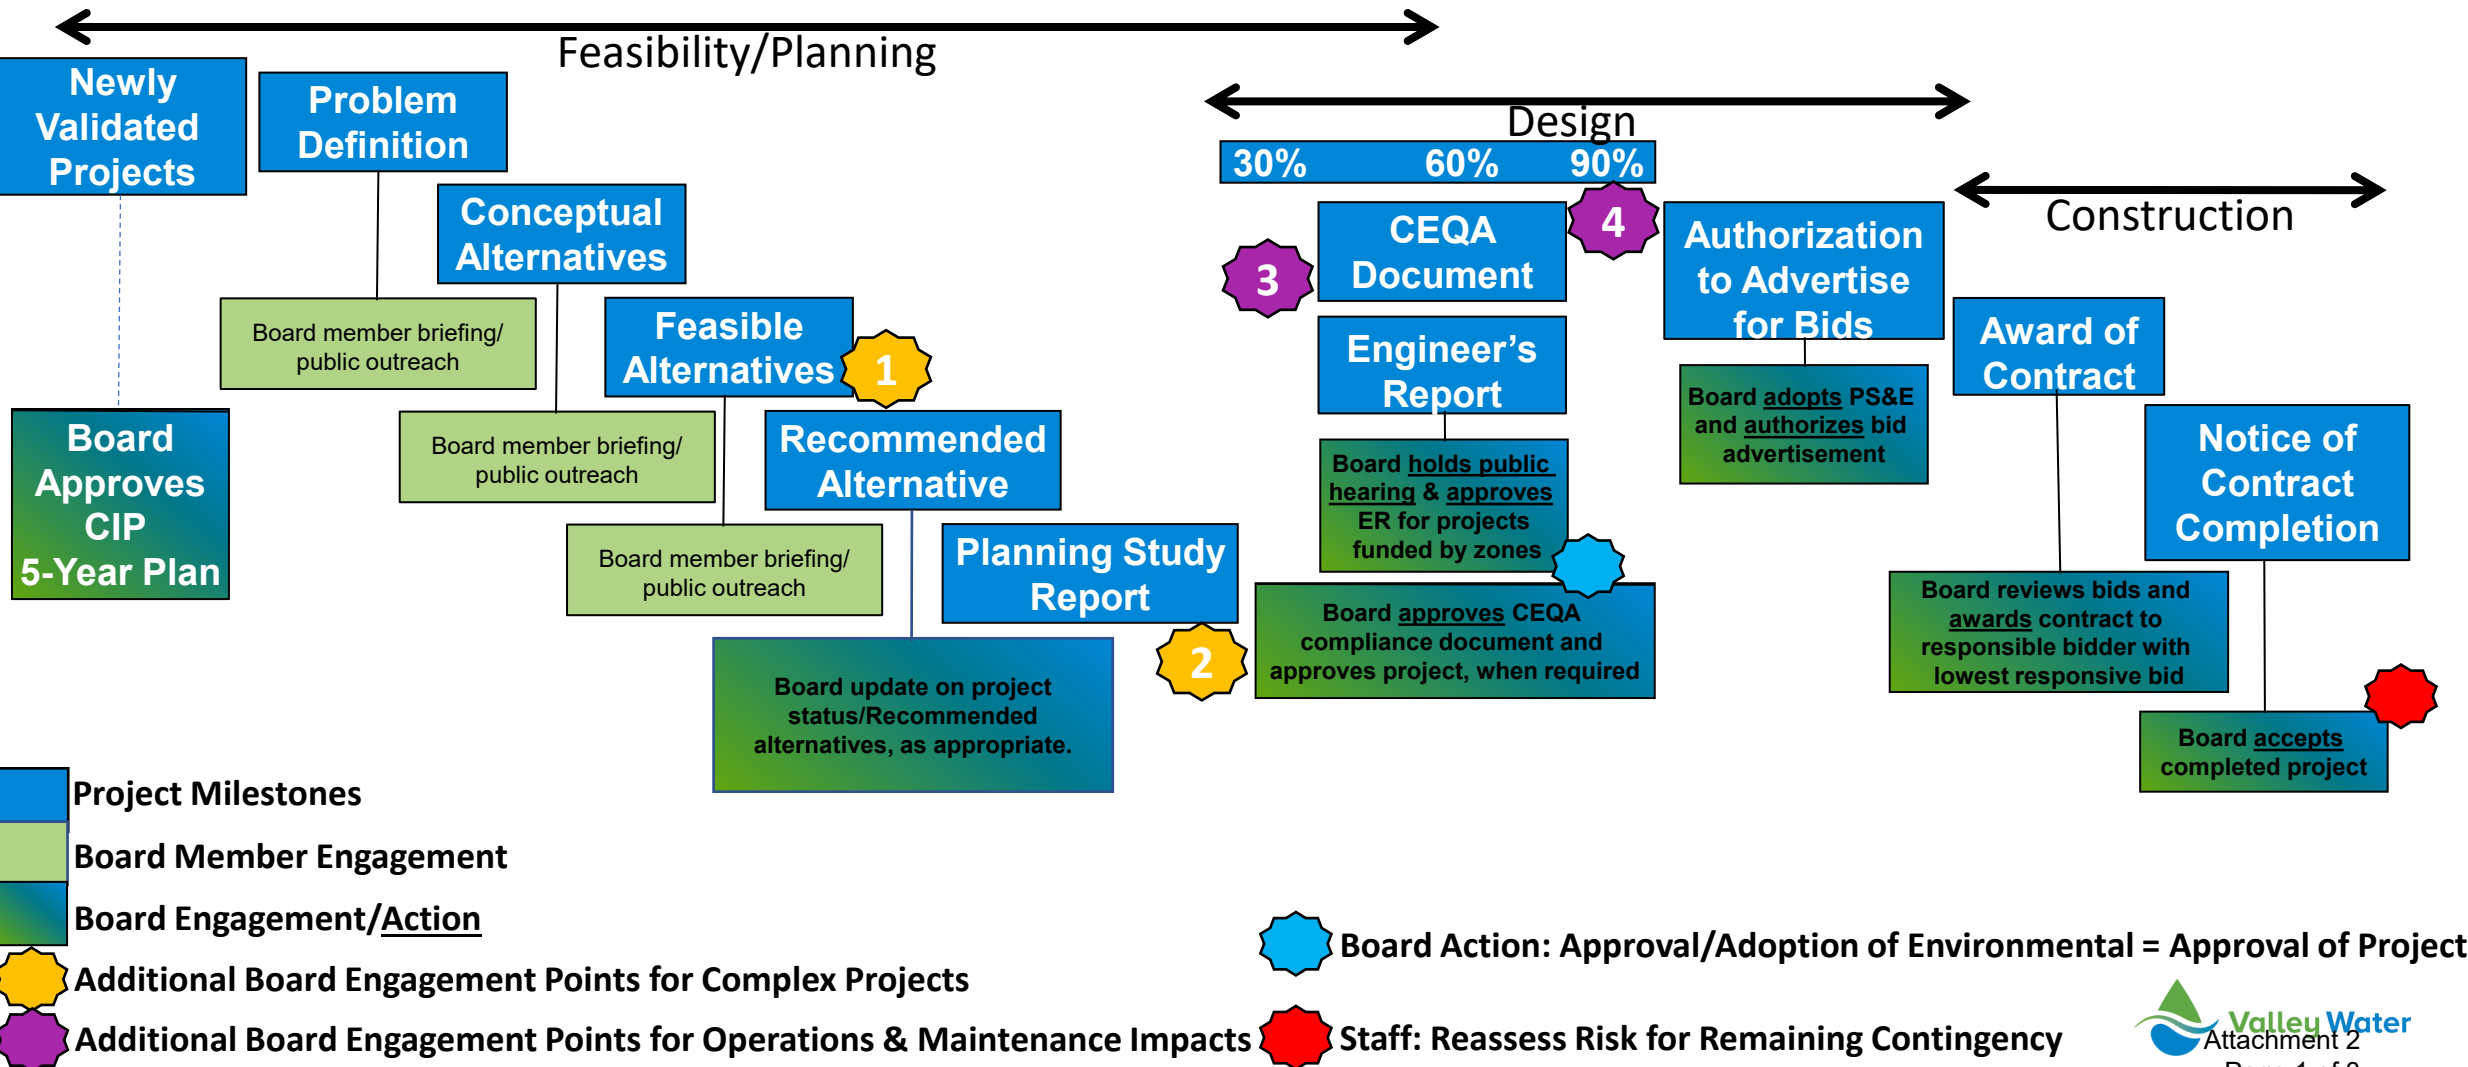 Feasibility/Planning
Newly
Validated
Projects
Problem
Definition
Conceptual
Alternatives
Feasible
Alternatives
1
Recommended
Alternative
Planning Study
Report
2
Board
Approves
CIP
5-Year Plan
Board member briefing/
public outreach
Board member briefing/
public outreach
Board member briefing/
public outreach
Board update on project
status/Recommended
alternatives, as appropriate.
Design
30% 60% 90%
3
CEQA
Document
4
Engineer’s
Report
Board holds public
hearing & approves
ER for projects
funded by zones
Board approves CEQA
compliance document and
approves project, when required
Authorization
to Advertise
for Bids
Board adopts PS&E
and authorizes bid
advertisement
Construction
Award of
Contract
Board reviews bids and
awards contract to
responsible bidder with
lowest responsive bid
Notice of
Contract
Completion
Board accepts
completed project
Project Milestones
Board Member Engagement
Board Engagement/Action
Additional Board Engagement Points for Complex Projects
Additional Board Engagement Points for Operations & Maintenance Impacts
Board Action: Approval/Adoption of Environmental = Approval of Project
Staff: Reassess Risk for Remaining Contingency
Valley Water
Attachment 2
Page 1 of